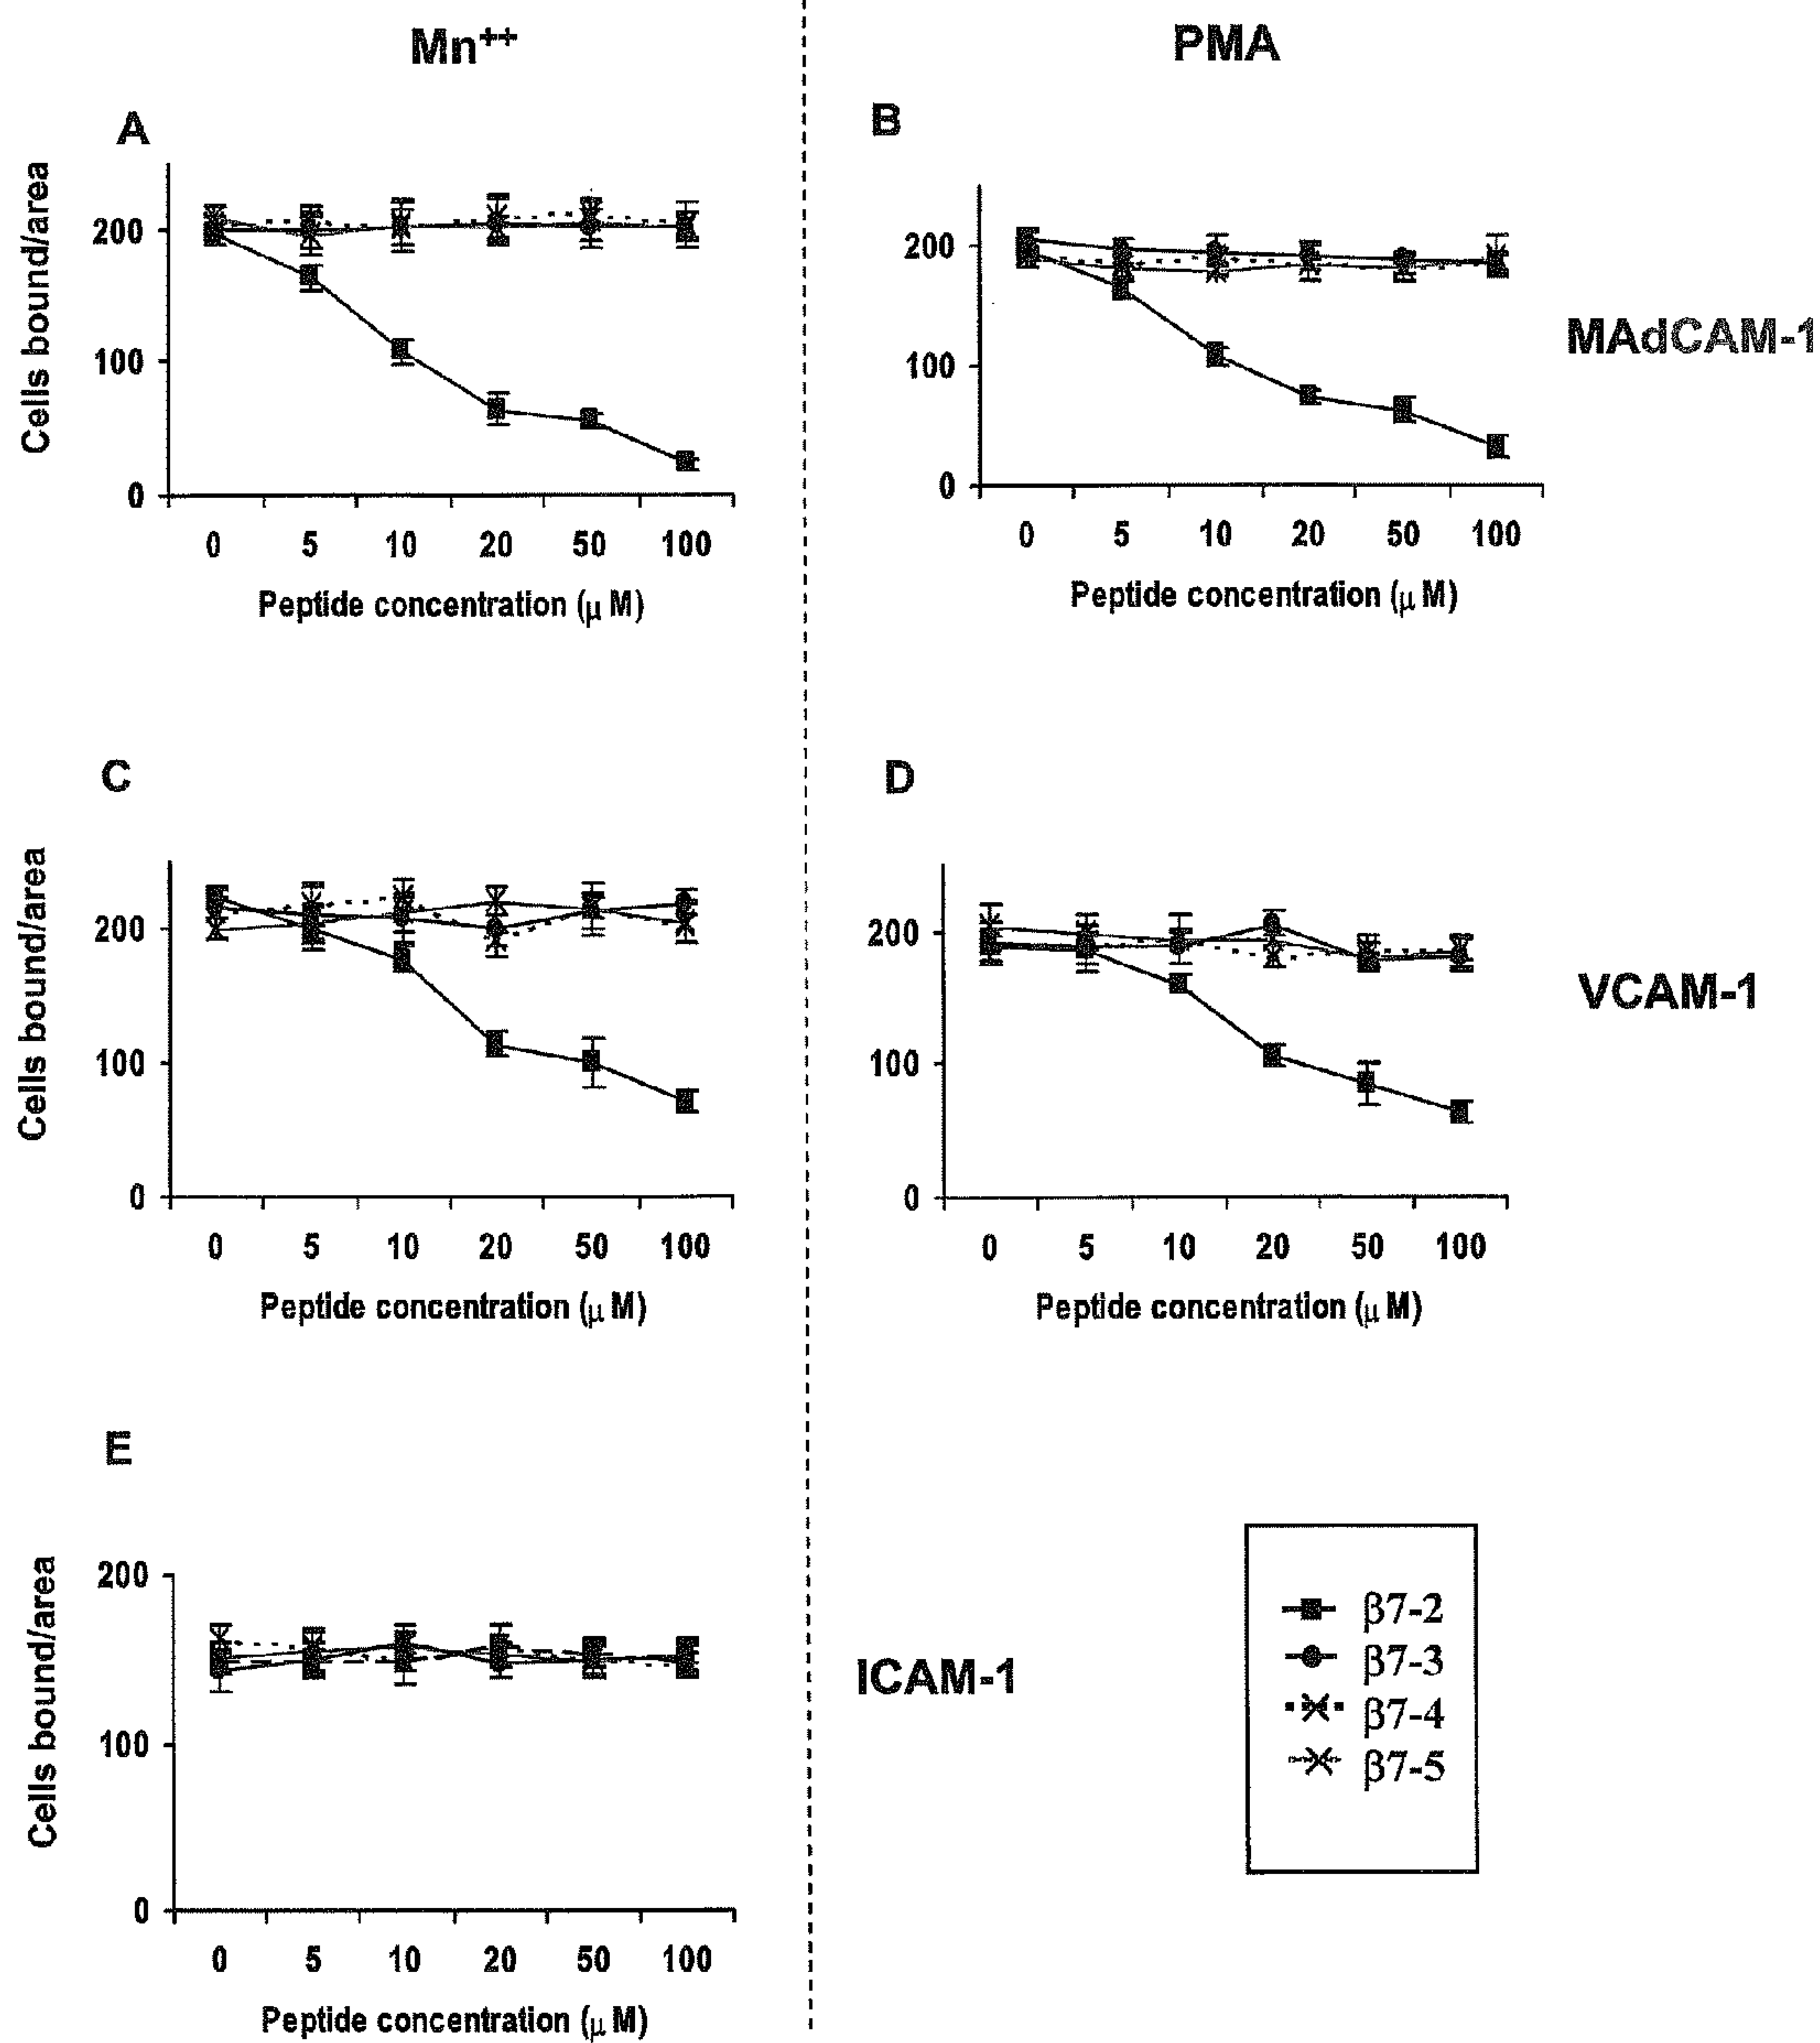 Mn++
PMA
A
Cells bound/area
200
100
0
0 5 10 20 50 100
Peptide concentration (μ M)
B
200
100
0
0 5 10 20 50 100
Peptide concentration (μ M)
MAdCAM-1
C
Cells bound/area
200
100
0
0 5 10 20 50 100
Peptide concentration (μ M)
D
200
100
0
0 5 10 20 50 100
Peptide concentration (μ M)
VCAM-1
E
Cells bound/area
200
100
0
0 5 10 20 50 100
Peptide concentration (μ M)
ICAM-1
β7-2
β7-3
β7-4
β7-5